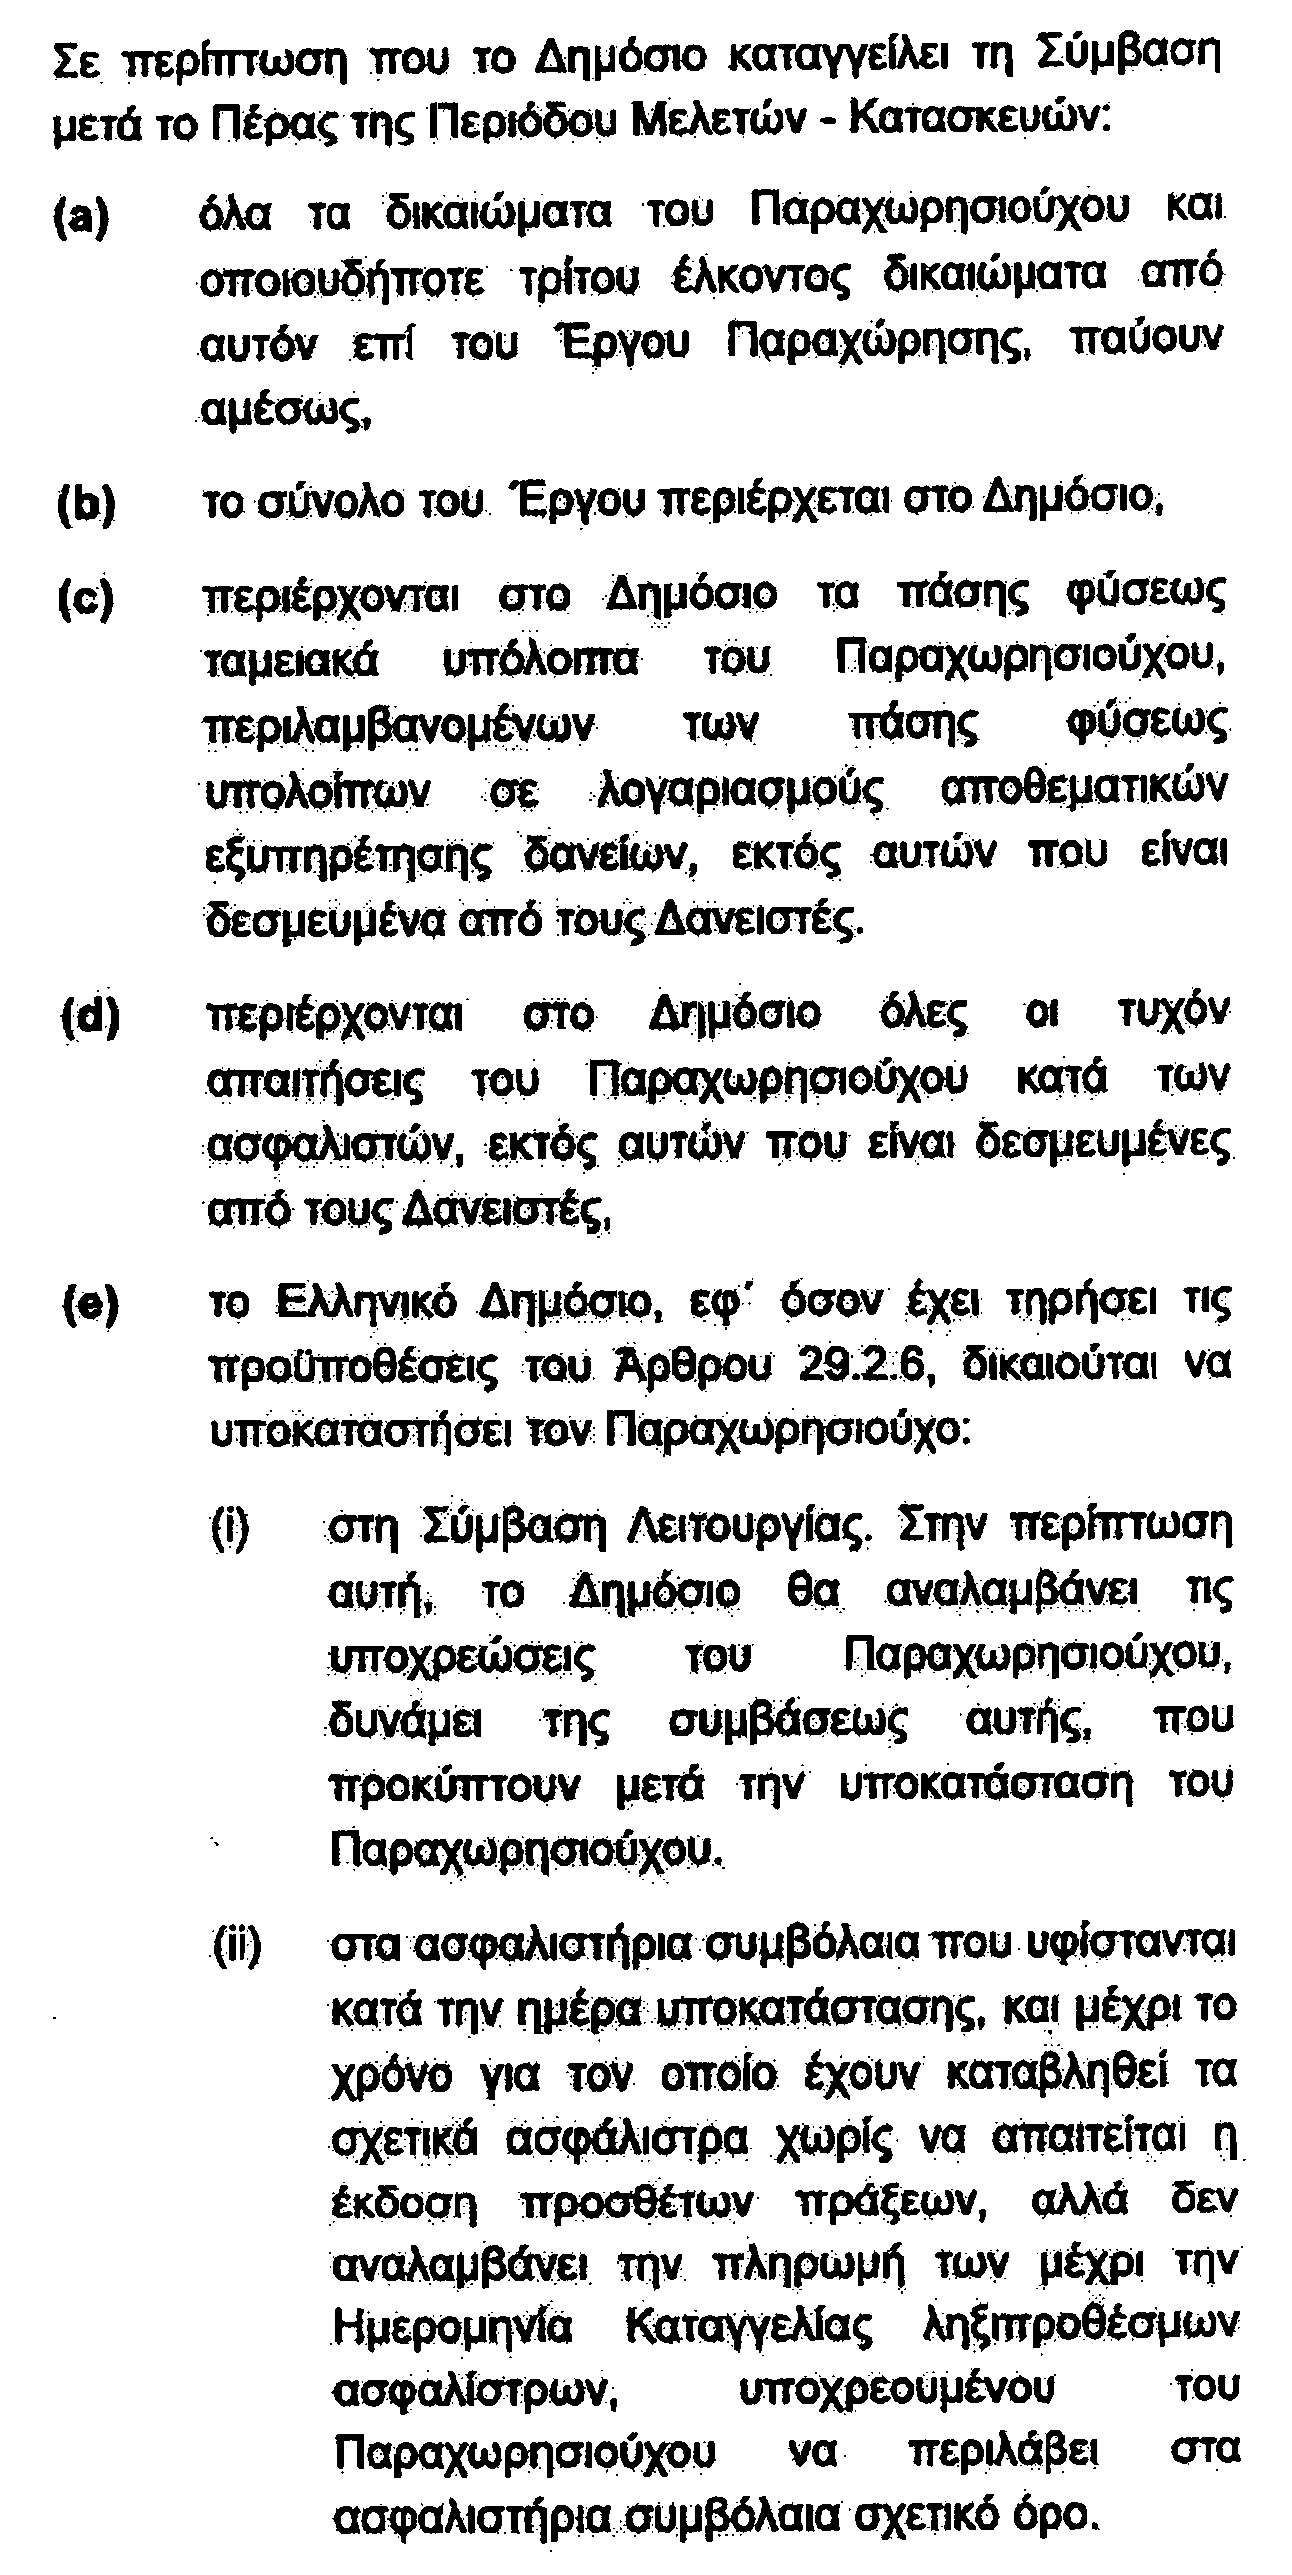 Σε περίπτωση που το Δημόσιο καταγγείλει τη Σύμβαση
μετά το Πέρας της Περιόδου Μελετών - Κατασκευών:
(a) όλα τα δικαιώματα του Παραχωρησιούχου και
οποιουδήποτε τρίτου έλκοντος δικαιώματα από
αυτόν επί του Έργου Παραχώρησης, παύουν
αμέσως,
(b) το σύνολο του Έργου περιέρχεται στο Δημόσιο,
(c) περιέρχονται στο Δημόσιο τα πάσης φύσεως
ταμειακά υπόλοιπα του Παραχωρησιούχου,
περιλαμβανομένων των πάσης φύσεως
υπολοίπων σε λογαριασμούς αποθεματικών
εξυπηρέτησης δανείων, εκτός αυτών που είναι
δεσμευμένα από τους Δανειστές.
(d) περιέρχονται στο Δημόσιο όλες οι τυχόν
απαιτήσεις του Παραχωρησιούχου κατά των
ασφαλιστών, εκτός αυτών που είναι δεσμευμένες
από τους Δανειστές,
(e) το Ελληνικό Δημόσιο, εφ' όσον έχει τηρήσει τις
προϋποθέσεις του Άρθρου 29.2.6, δικαιούται να
υποκαταστήσει τον Παραχωρησιούχο:
(i) στη Σύμβαση Λειτουργίας. Στην περίπτωση
αυτή, το Δημόσιο θα αναλαμβάνει τις
υποχρεώσεις του Παραχωρησιούχου,
δυνάμει της συμβάσεως αυτής, που
προκύπτουν μετά την υποκατάσταση του
Παραχωρησιούχου.
(ii) στα ασφαλιστήρια συμβόλαια που υφίστανται
κατά την ημέρα υποκατάστασης, και μέχρι το
χρόνο για τον οποίο έχουν καταβληθεί τα
σχετικά ασφάλιστρα χωρίς να απαιτείται η
έκδοση προσθέτων πράξεων, αλλά δεν
αναλαμβάνει την πληρωμή των μέχρι την
Ημερομηνία Καταγγελίας ληξιπροθέσμων
ασφαλίστρων, υποχρεουμένου του
Παραχωρησιούχου να περιλάβει στα
ασφαλιστήρια συμβόλαια σχετικό όρο.